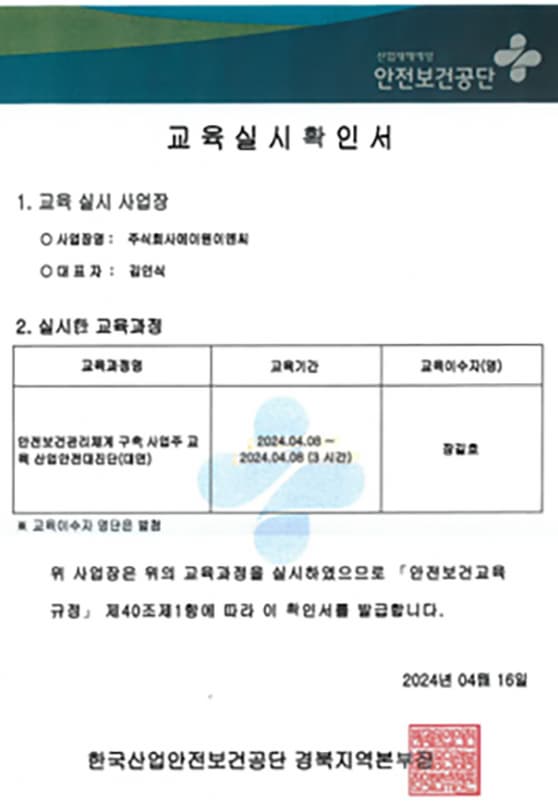 산업재해예방
안전보건공단
교육실시확인서
1. 교육 실시 사업장
○ 사업장명 : 주식회사에이원이엔씨
○ 대 표 자 : 김인식
2. 실시한 교육과정
교육과정명 교육기간 교육이수자(명)
안전보건관리체계 구축 사업주 교
육 산업안전대진단(대면)
2024.04.08 ~
2024.04.08 (3 시간)
장길호
※ 교육이수자 명단은 별첨
위 사업장은 위의 교육과정을 실시하였으므로 「안전보건교육
규정」 제40조제1항에 따라 이 확인서를 발급합니다.
2024년 04월 16일
한국산업안전보건공단 경북지역본부장